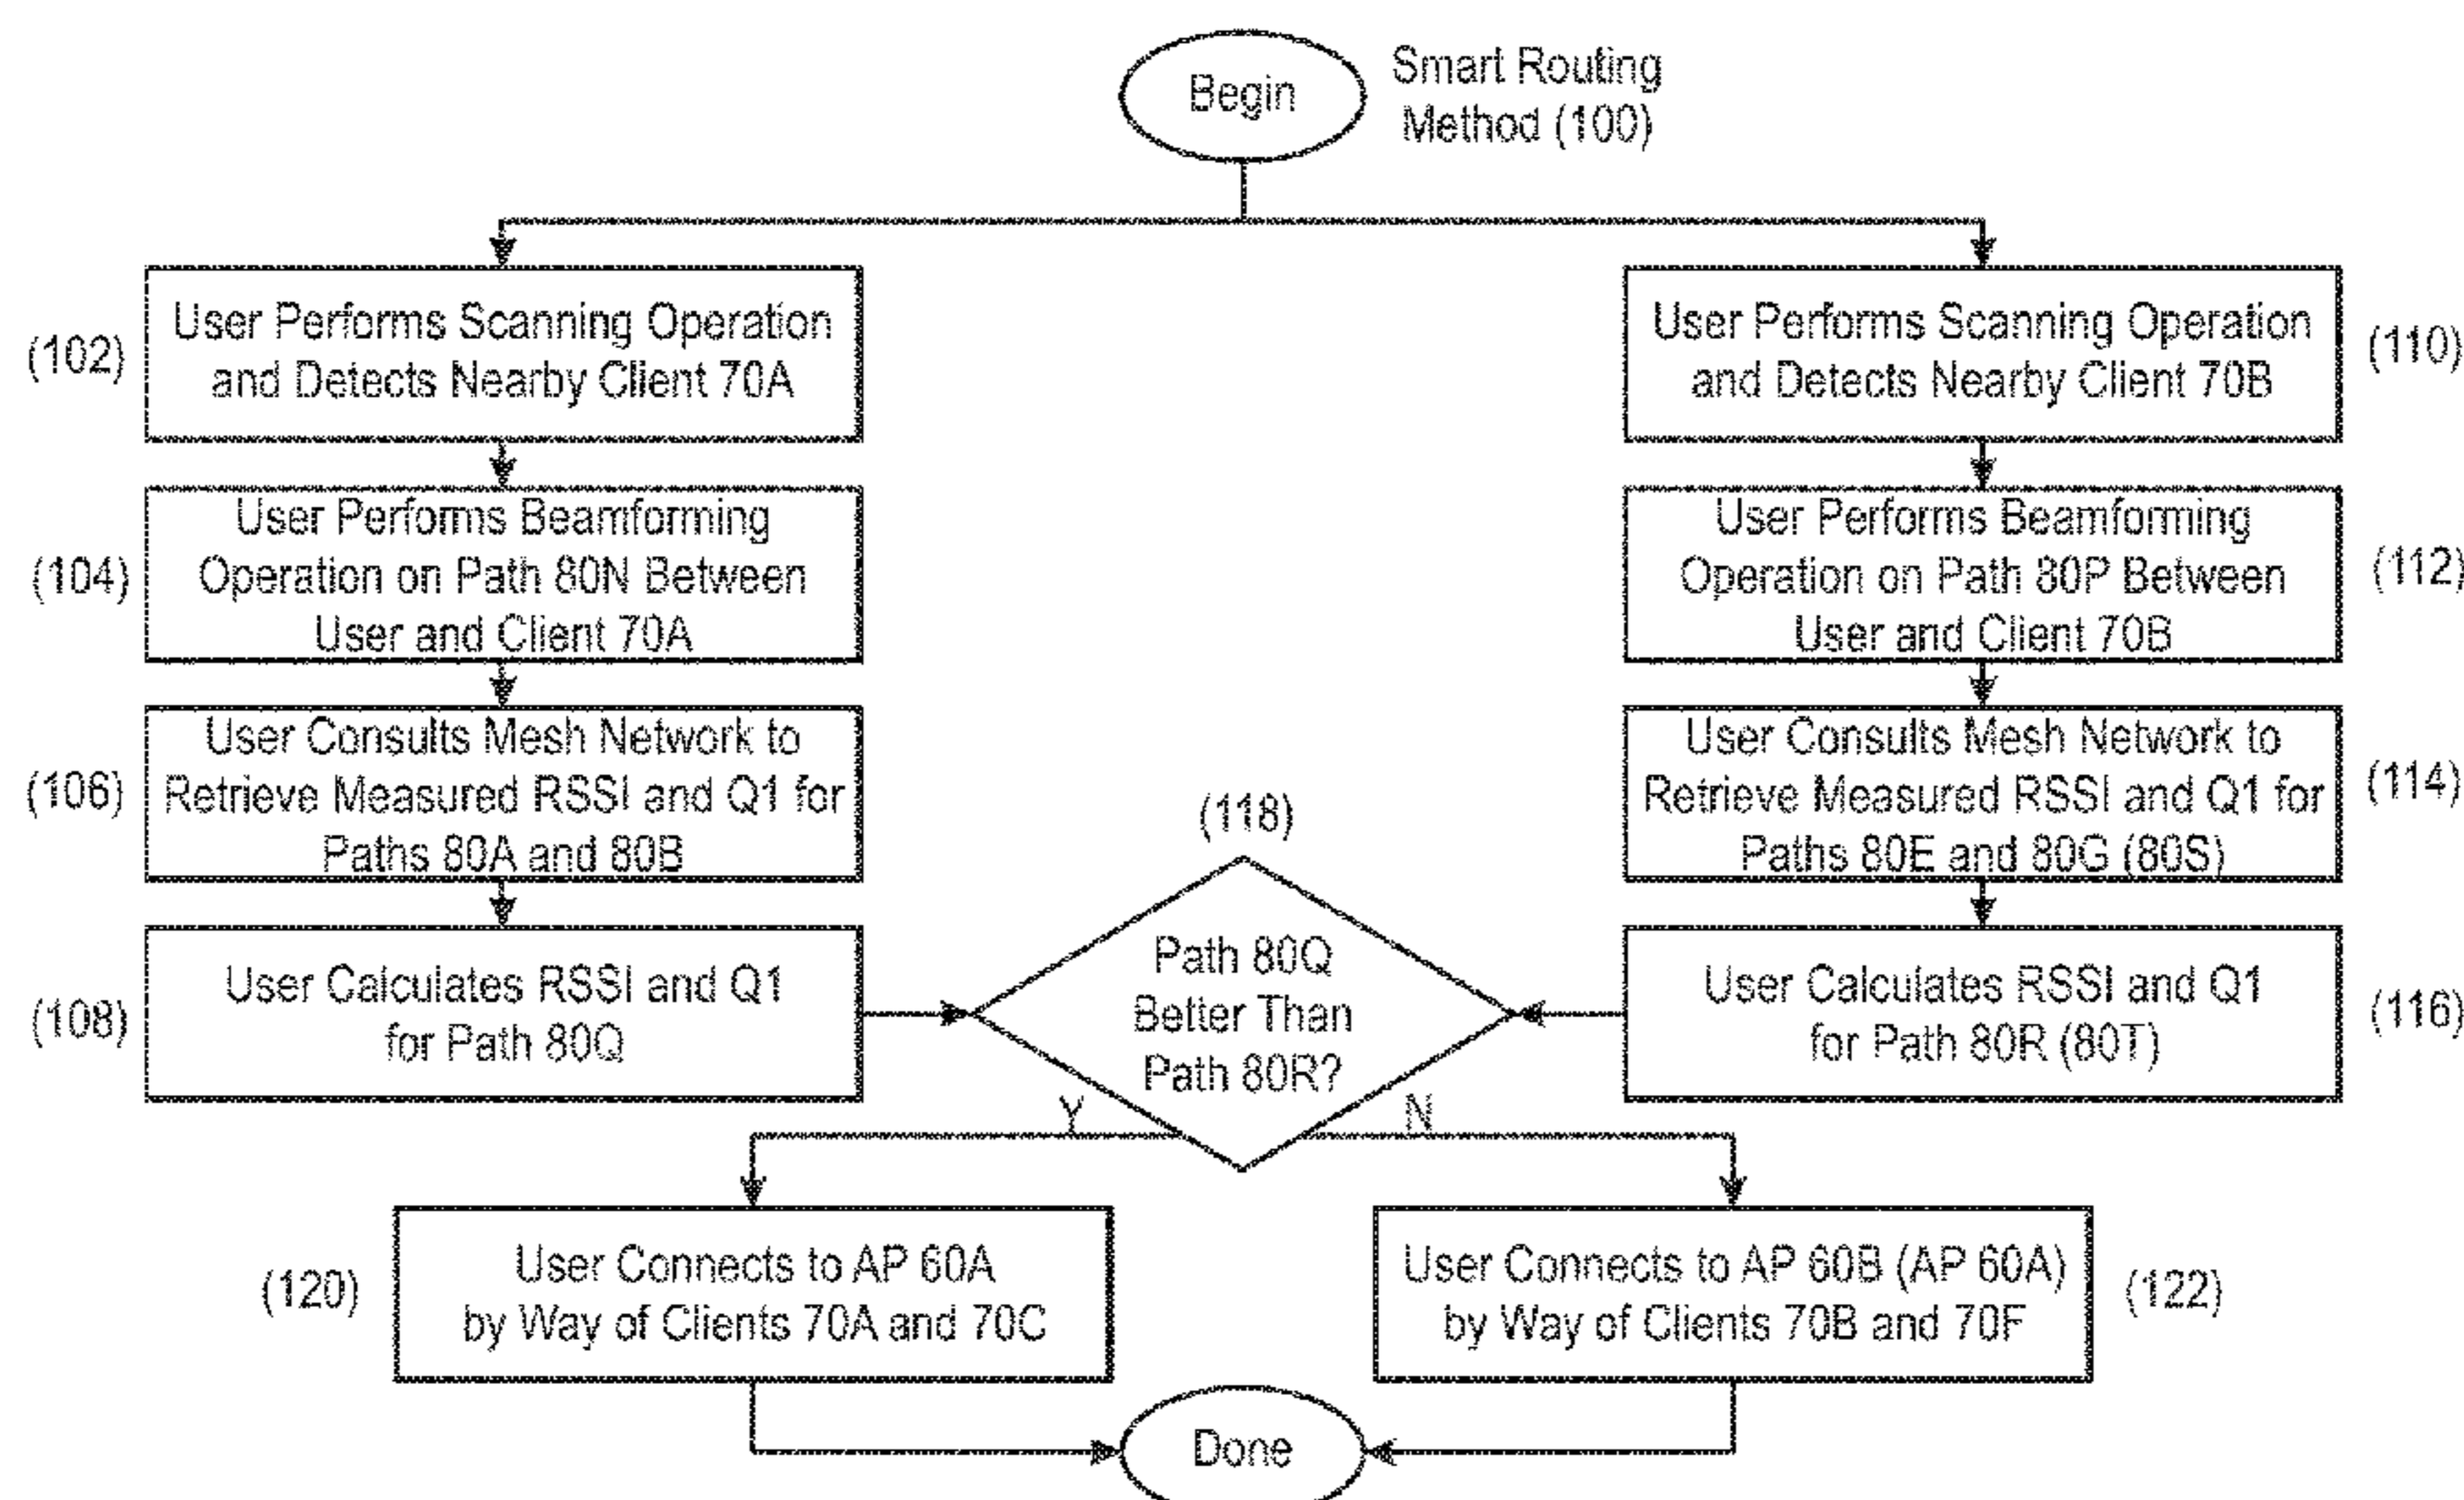 Begin
Smart Routing
Method (100)
(102)
User Performs Scanning Operation
and Detects Nearby Client 70A
User Performs Scanning Operation
and Detects Nearby Client 70B
(110)
(104)
User Performs Beamforming
Operation on Path 80N Between
User and Client 70A
User Performs Beamforming
Operation on Path 80P Between
User and Client 70B
(112)
(106)
User Consults Mesh Network to
Retrieve Measured RSSI and Q1 for
Paths 80A and 80B
User Consults Mesh Network to
Retrieve Measured RSSI and Q1 for
Paths 80E and 80G (80S)
(114)
(108)
User Calculates RSSI and Q1
for Path 80Q
(118)
Path 80Q
Better Than
Path 80R?
User Calculates RSSI and Q1
for Path 80R (80T)
(116)
Y
N
(120)
User Connects to AP 60A
by Way of Clients 70A and 70C
User Connects to AP 60B (AP 60A)
by Way of Clients 70B and 70F
(122)
Done